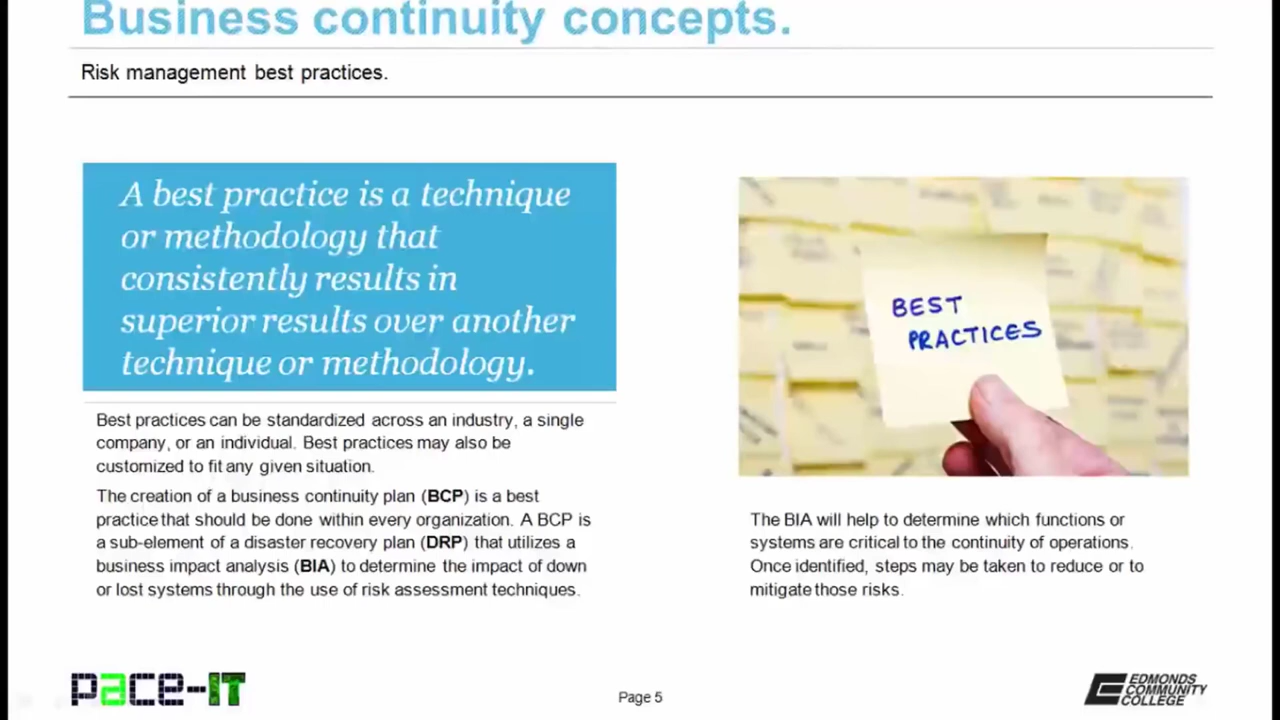 Business continuity concepts.
Risk management best practices.
A best practice is a technique
or methodology that
consistently results in
superior results over another
technique or methodology.
Best practices can be standardized across an industry, a single
company, or an individual. Best practices may also be
customized to fit any given situation.
The creation of a business continuity plan (BCP) is a best
practice that should be done within every organization. A BCP is
a sub-element of a disaster recovery plan (DRP) that utilizes a
business impact analysis (BIA) to determine the impact of down
or lost systems through the use of risk assessment techniques.
BEST
PRACTICES
The BIA will help to determine which functions or
systems are critical to the continuity of operations.
Once identified, steps may be taken to reduce or to
mitigate those risks.
pace-IT
Page 5
EDMONDS
COMMUNITY
COLLEGE